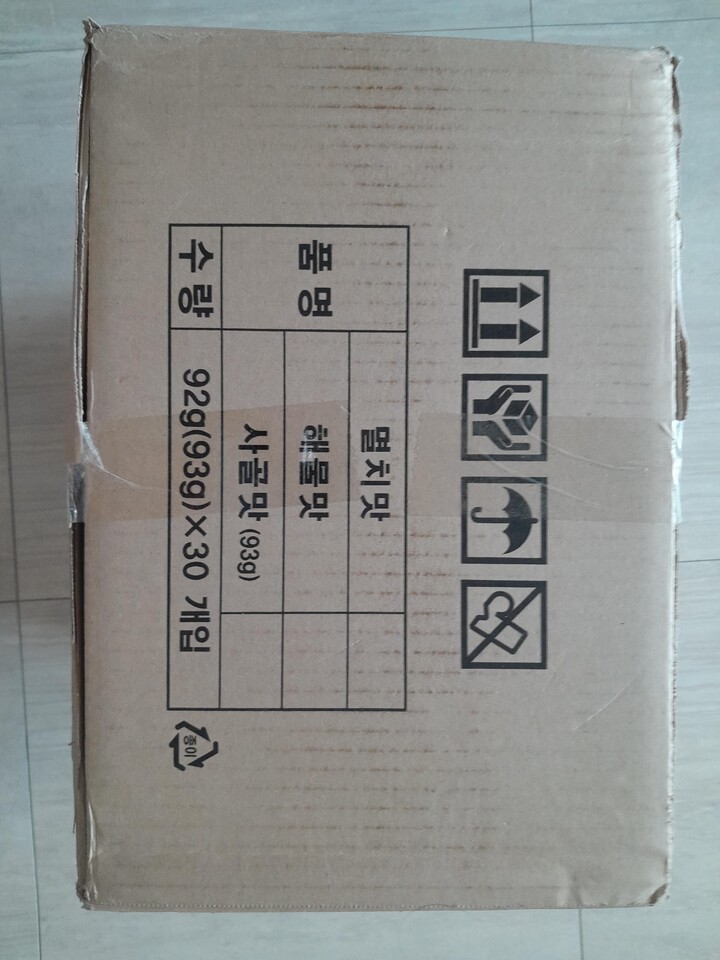 품명
멸치맛
해물맛
사골맛 (93g)
수량
92g(93g)×30 개입
종이